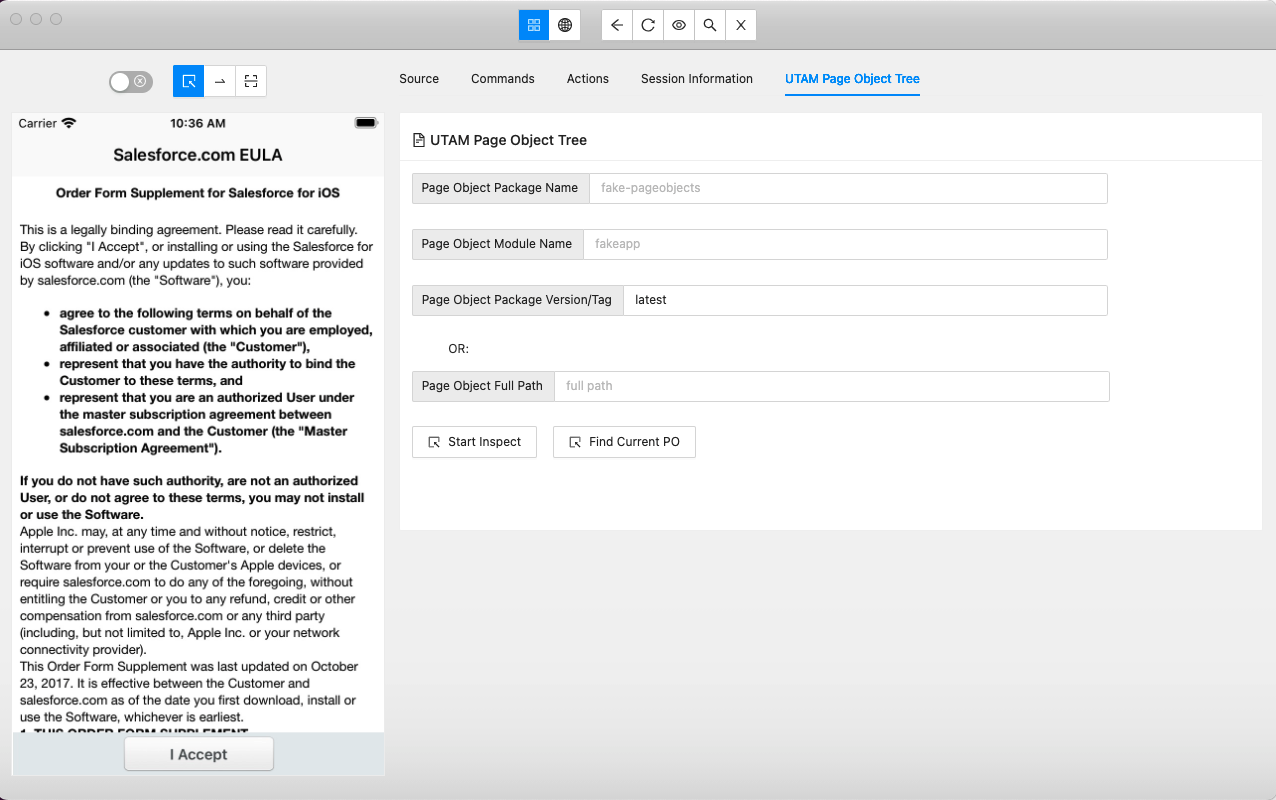 Source
Commands
Actions
Session Information
UTAM Page Object Tree
Carrier
10:36 AM
Salesforce.com EULA
Order Form Supplement for Salesforce for iOS
This is a legally binding agreement. Please read it carefully.
By clicking "I Accept", or installing or using the Salesforce for
iOS software and/or any updates to such software provided
by salesforce.com (the "Software"), you:
• agree to the following terms on behalf of the
Salesforce customer with which you are employed,
affiliated or associated (the "Customer"),
• represent that you have the authority to bind the
Customer to these terms, and
• represent that you are an authorized User under
the master subscription agreement between
salesforce.com and the Customer (the "Master
Subscription Agreement").
If you do not have such authority, are not an authorized
User, or do not agree to these terms, you may not install
or use the Software.
Apple Inc. may, at any time and without notice, restrict,
interrupt or prevent use of the Software, or delete the
Software from your or the Customer's Apple devices, or
require salesforce.com to do any of the foregoing, without
entitling the Customer or you to any refund, credit or other
compensation from salesforce.com or any third party
(including, but not limited to, Apple Inc. or your network
connectivity provider).
This Order Form Supplement was last updated on October
23, 2017. It is effective between the Customer and
salesforce.com as of the date you first download, install or
use the Software, whichever is earliest.
1. THIS ORDER FORM SUPPLEMENT
I Accept
UTAM Page Object Tree
Page Object Package Name
fake-pageobjects
Page Object Module Name
fakeapp
Page Object Package Version/Tag
latest
OR:
Page Object Full Path
full path
Start Inspect
Find Current PO